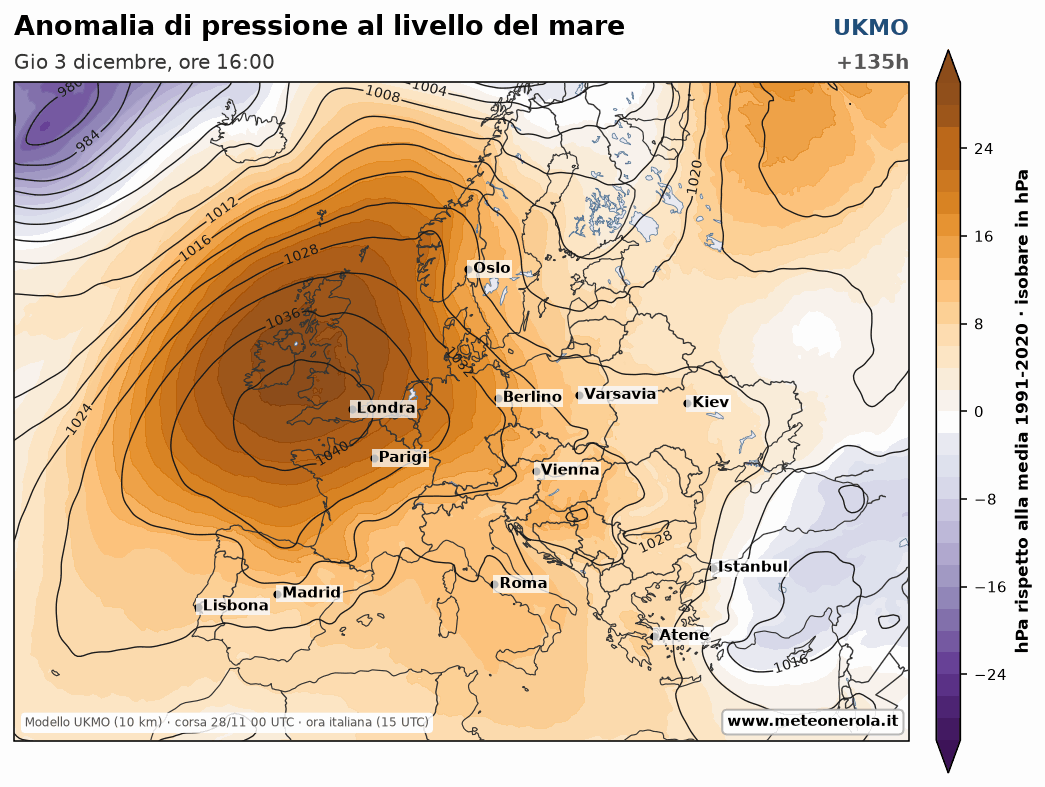 Anomalia di pressione al livello del mare
UKMO
Gio 3 dicembre, ore 16:00
+135h
980
984
1004
1008
1012
1016
1020
1024
1028
1036
1040
1028
1016
Oslo
Londra
Berlino
Varsavia
Kiev
Parigi
Vienna
Istanbul
Roma
Madrid
Lisbona
Atene
Modello UKMO (10 km) · corsa 28/11 00 UTC · ora italiana (15 UTC)
www.meteonerola.it
24
16
8
0
−8
−16
−24
hPa rispetto alla media 1991-2020 · isobare in hPa